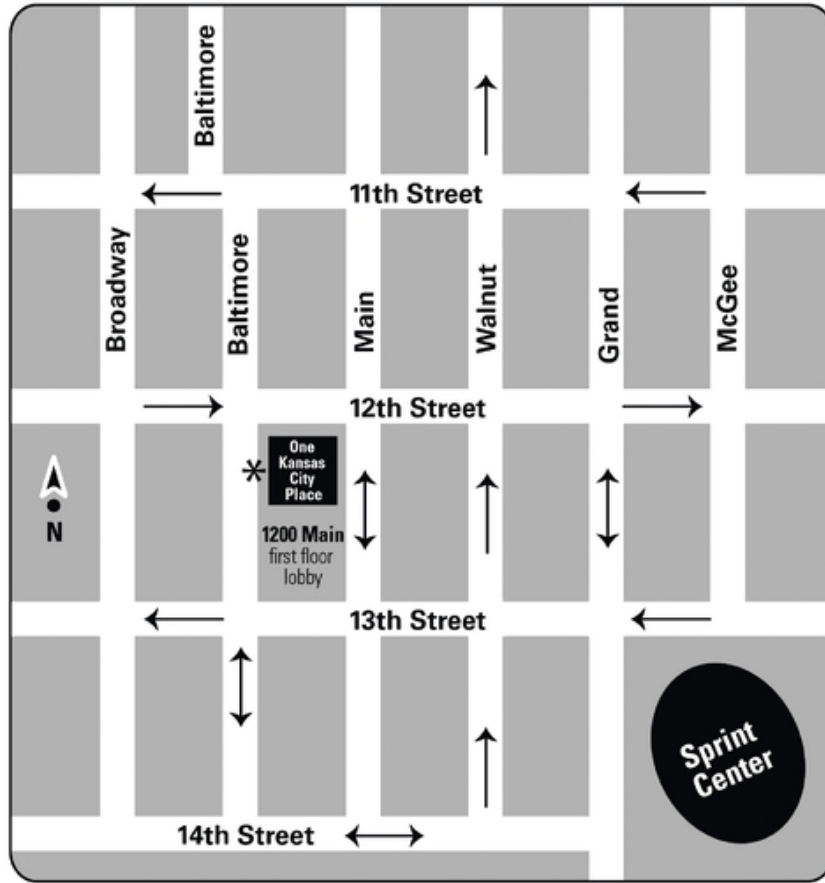 Baltimore
11th Street
Broadway
Baltimore
Main
Walnut
Grand
McGee
12th Street
One
Kansas
City
Place
*
N
1200 Main
first floor
lobby
13th Street
Sprint
Center
14th Street